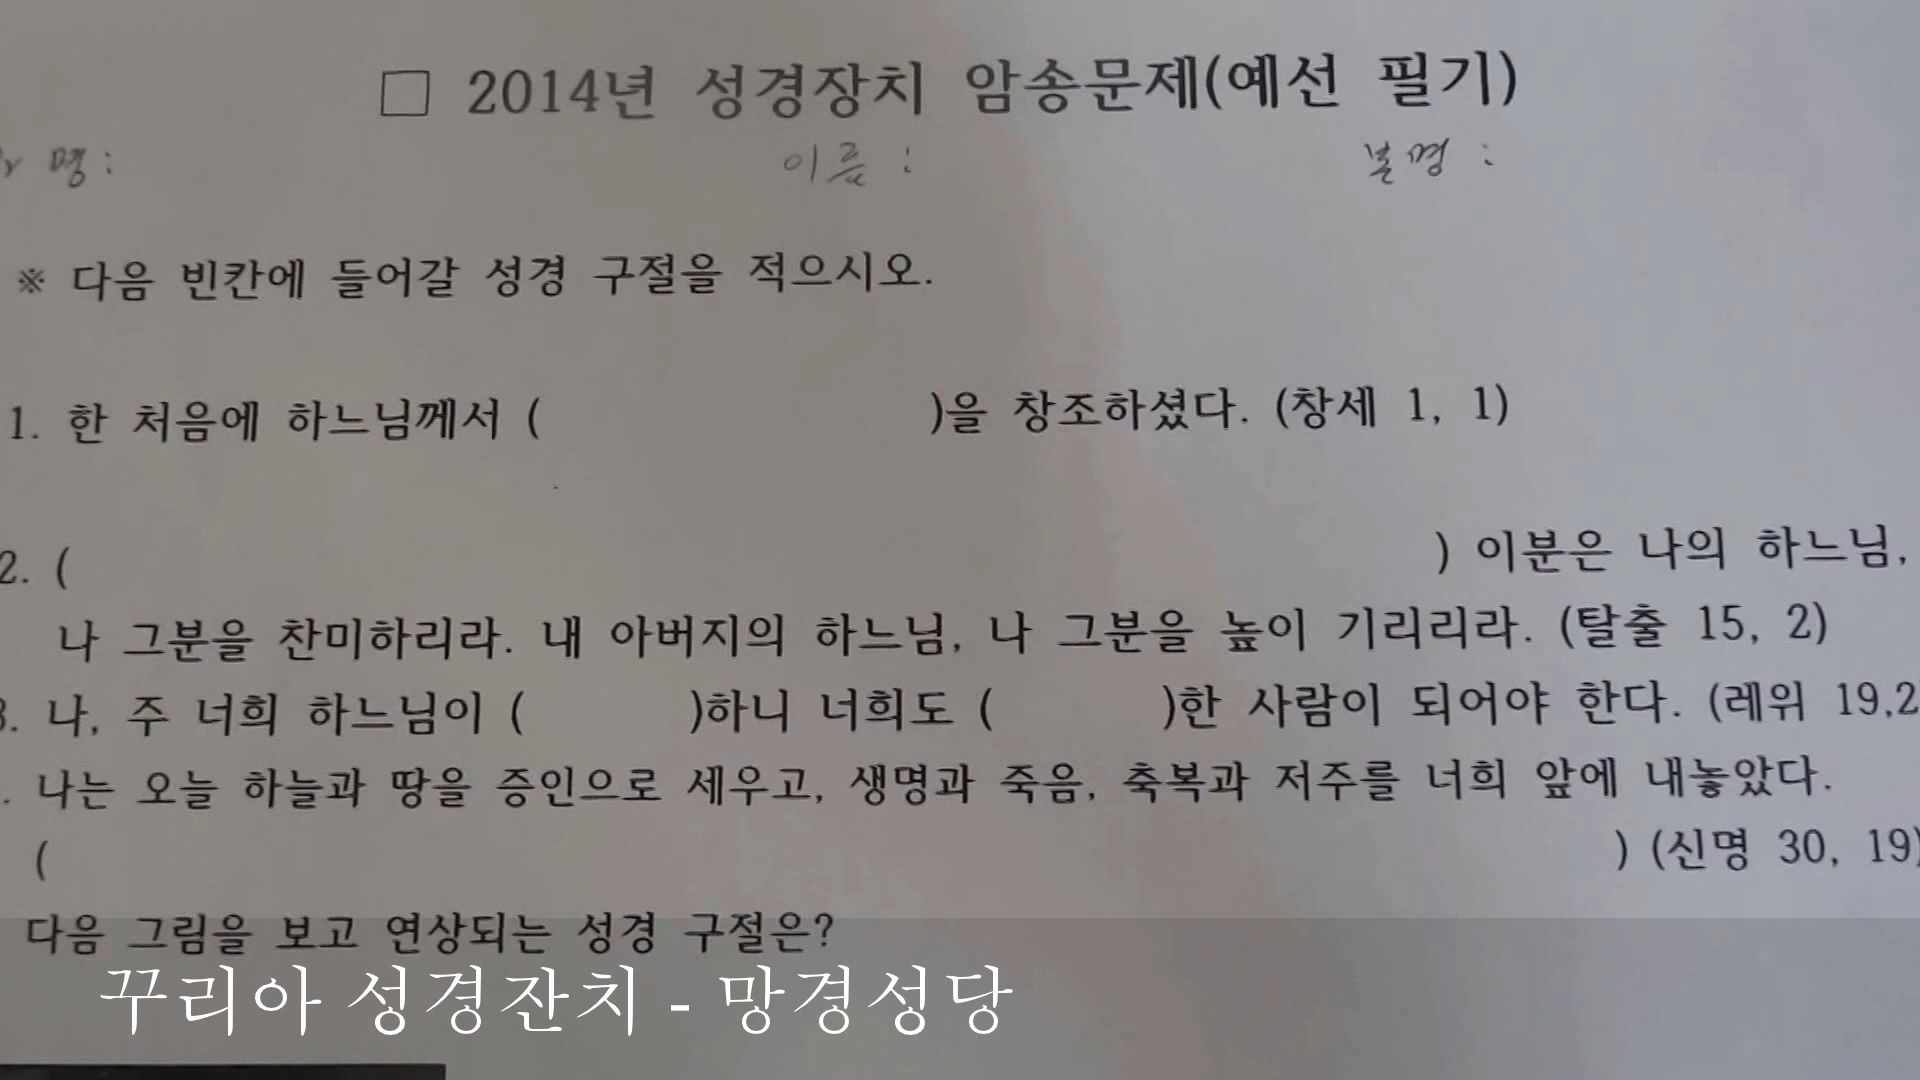 □ 2014년 성경장치 암송문제(예선 필기)
명: 이름 : 본명 :
※ 다음 빈칸에 들어갈 성경 구절을 적으시오.
1. 한 처음에 하느님께서 ( )을 창조하셨다. (창세 1, 1)
2. ( ) 이분은 나의 하느님,
나 그분을 찬미하리라. 내 아버지의 하느님, 나 그분을 높이 기리리라. (탈출 15, 2)
3. 나, 주 너희 하느님이 ( )하니 너희도 ( )한 사람이 되어야 한다. (레위 19,2
. 나는 오늘 하늘과 땅을 증인으로 세우고, 생명과 죽음, 축복과 저주를 너희 앞에 내놓았다.
( ) (신명 30, 19)
다음 그림을 보고 연상되는 성경 구절은?
꾸리아 성경잔치 - 망경성당